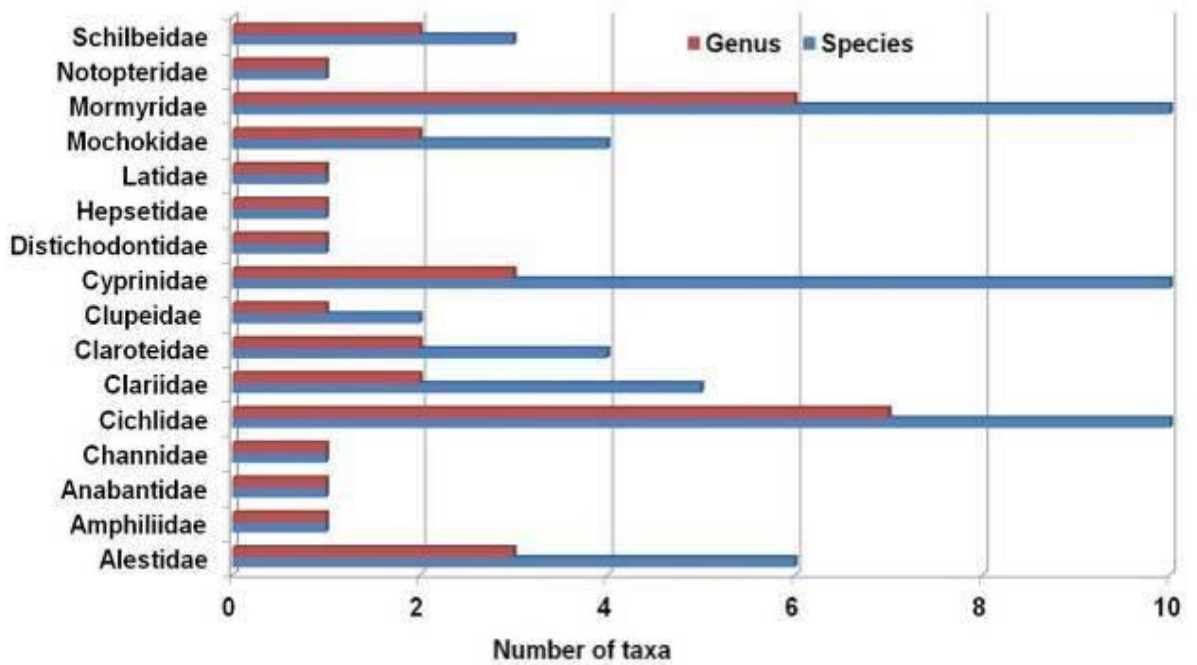 Genus Species
Schilbeidae
Notopteridae
Mormyridae
Mochokidae
Latidae
Hepsetidae
Distichodontidae
Cyprinidae
Clupeidae
Claroteidae
Clariidae
Cichlidae
Channidae
Anabantidae
Amphiliidae
Alestidae
0 2 4 6 8 10
Number of taxa